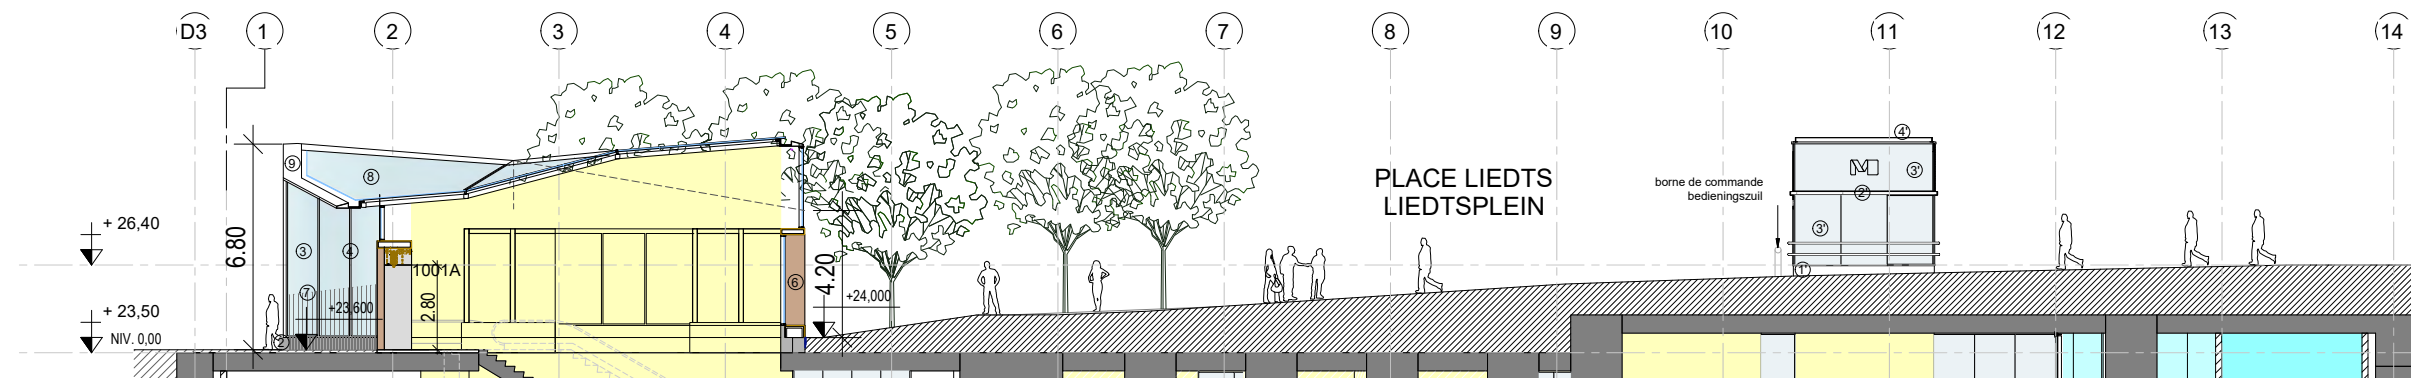 D3 1 2 3 4 5 6 7 8 9 10 11 12 13 14
4'
9
8
M
3'
2'
PLACE LIEDTS
LIEDTSPLEIN
borne de commande
bedieningszuil
+ 26,40
6.80
3
4
3'
1001A
1'
4.20
6
7
2.80
+23,600
+24,000
+ 23,50
NIV. 0,00
2